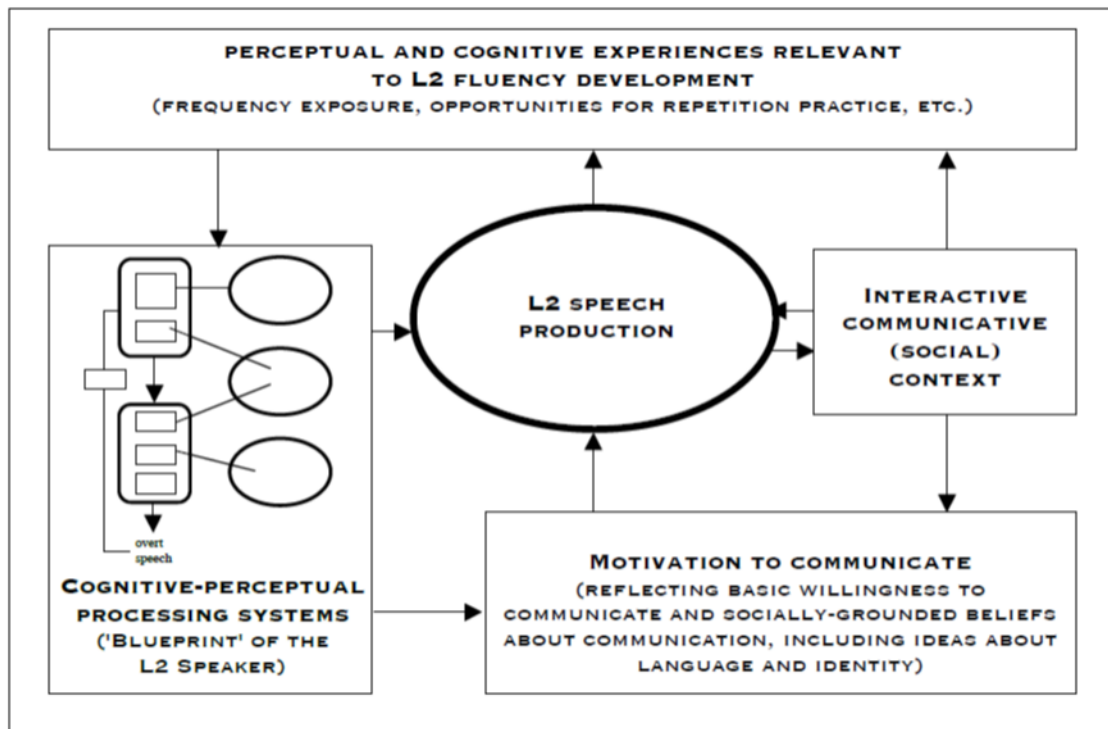 PERCEPTUAL AND COGNITIVE EXPERIENCES RELEVANT
TO L2 FLUENCY DEVELOPMENT
(FREQUENCY EXPOSURE, OPPORTUNITIES FOR REPETITION PRACTICE, ETC.)
L2 SPEECH
PRODUCTION
INTERACTIVE
COMMUNICATIVE
(SOCIAL)
CONTEXT
overt
speech
COGNITIVE-PERCEPTUAL
PROCESSING SYSTEMS
('BLUEPRINT' OF THE
L2 SPEAKER)
MOTIVATION TO COMMUNICATE
(REFLECTING BASIC WILLINGNESS TO
COMMUNICATE AND SOCIALLY-GROUNDED BELIEFS
ABOUT COMMUNICATION, INCLUDING IDEAS ABOUT
LANGUAGE AND IDENTITY)